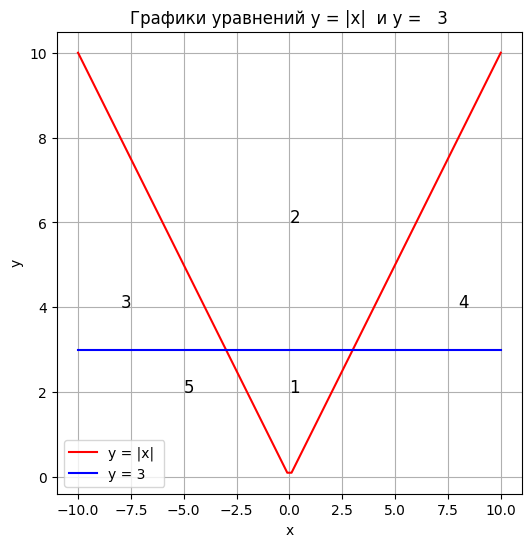 Графики уравнений y = |x| и y = 3
10
8
2
6
y
3
4
4
5
1
2
y = |x|
y = 3
0
−10.0 −7.5 −5.0 −2.5 0.0 2.5 5.0 7.5 10.0
x